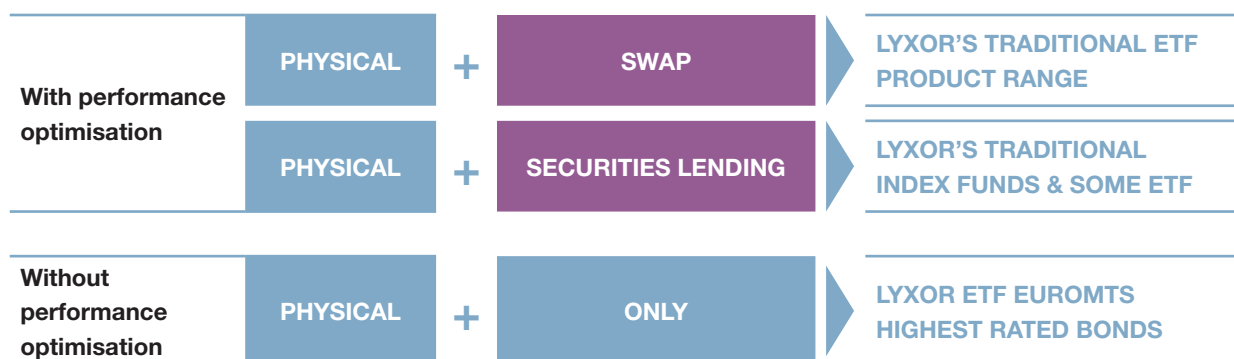 With performance
optimisation
PHYSICAL + SWAP
LYXOR'S TRADITIONAL ETF
PRODUCT RANGE
PHYSICAL + SECURITIES LENDING
LYXOR'S TRADITIONAL
INDEX FUNDS & SOME ETF
Without
performance
optimisation
PHYSICAL + ONLY
LYXOR ETF EUROMTS
HIGHEST RATED BONDS